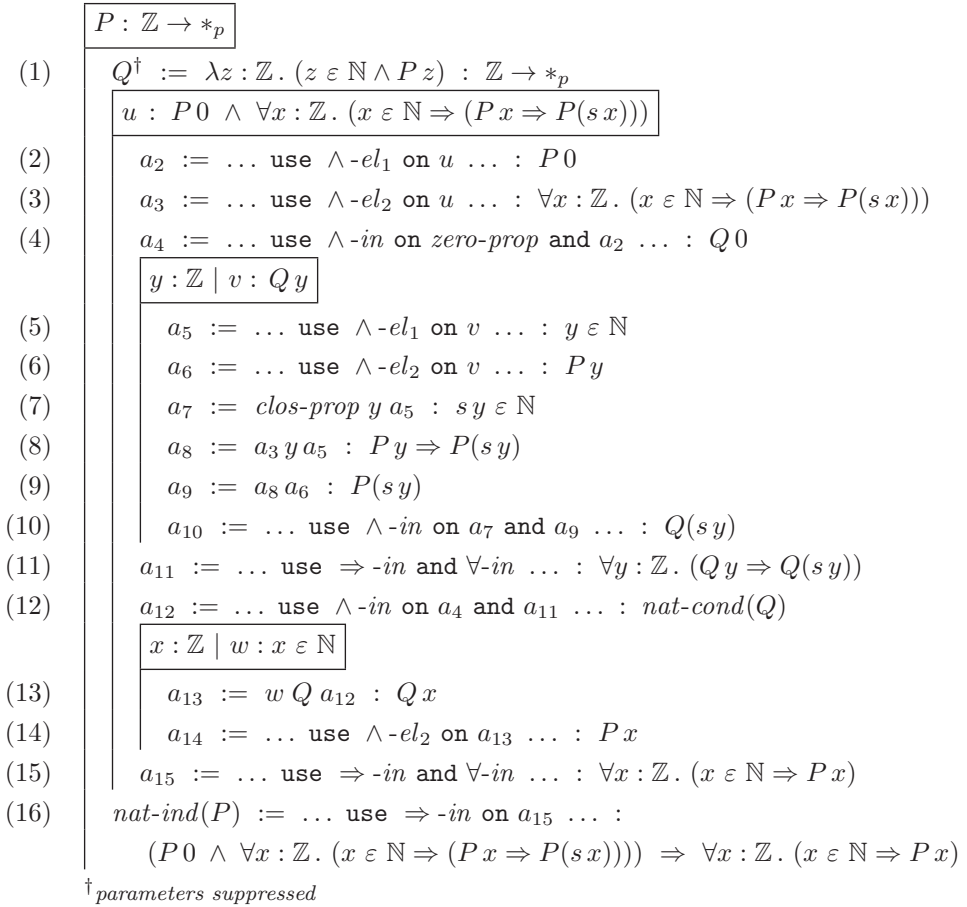 P : ℤ → ∗ₚ
(1) Q† := λz : ℤ . (z ε ℕ ∧ P z) : ℤ → ∗ₚ
u : P 0 ∧ ∀x : ℤ . (x ε ℕ ⇒ (P x ⇒ P(s x)))
(2) a₂ := … use ∧-el₁ on u … : P 0
(3) a₃ := … use ∧-el₂ on u … : ∀x : ℤ . (x ε ℕ ⇒ (P x ⇒ P(s x)))
(4) a₄ := … use ∧-in on zero-prop and a₂ … : Q 0
y : ℤ | v : Q y
(5) a₅ := … use ∧-el₁ on v … : y ε ℕ
(6) a₆ := … use ∧-el₂ on v … : P y
(7) a₇ := clos-prop y a₅ : s y ε ℕ
(8) a₈ := a₃ y a₅ : P y ⇒ P(s y)
(9) a₉ := a₈ a₆ : P(s y)
(10) a₁₀ := … use ∧-in on a₇ and a₉ … : Q(s y)
(11) a₁₁ := … use ⇒-in and ∀-in … : ∀y : ℤ . (Q y ⇒ Q(s y))
(12) a₁₂ := … use ∧-in on a₄ and a₁₁ … : nat-cond(Q)
x : ℤ | w : x ε ℕ
(13) a₁₃ := w Q a₁₂ : Q x
(14) a₁₄ := … use ∧-el₂ on a₁₃ … : P x
(15) a₁₅ := … use ⇒-in and ∀-in … : ∀x : ℤ . (x ε ℕ ⇒ P x)
(16) nat-ind(P) := … use ⇒-in on a₁₅ … :
(P 0 ∧ ∀x : ℤ . (x ε ℕ ⇒ (P x ⇒ P(s x)))) ⇒ ∀x : ℤ . (x ε ℕ ⇒ P x)
† parameters suppressed